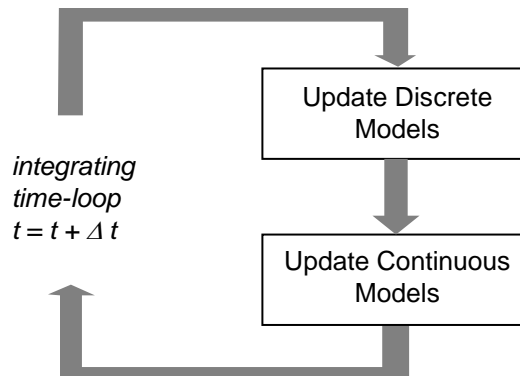 Update Discrete
Models
integrating
time-loop
t = t + Δ t
Update Continuous
Models